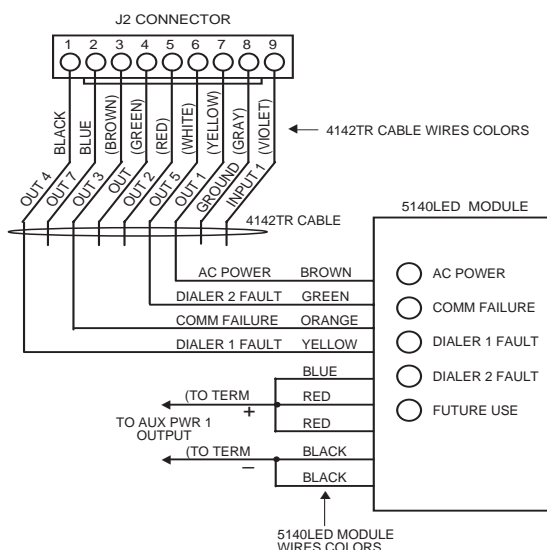 J2 CONNECTOR
1 2 3 4 5 6 7 8 9
BLACK
BLUE
(BROWN)
(GREEN)
(RED)
(WHITE)
(YELLOW)
(GRAY)
(VIOLET)
4142TR CABLE WIRES COLORS
OUT 4
OUT 7
OUT 3
OUT
OUT 2
OUT 5
OUT 1
GROUND
INPUT 1
4142TR CABLE
5140LED MODULE
AC POWER BROWN
DIALER 2 FAULT GREEN
COMM FAILURE ORANGE
DIALER 1 FAULT YELLOW
AC POWER
COMM FAILURE
DIALER 1 FAULT
DIALER 2 FAULT
FUTURE USE
BLUE
(TO TERM RED
+
TO AUX PWR 1
OUTPUT
RED
(TO TERM BLACK
–
BLACK
5140LED MODULE
WIRES COLORS